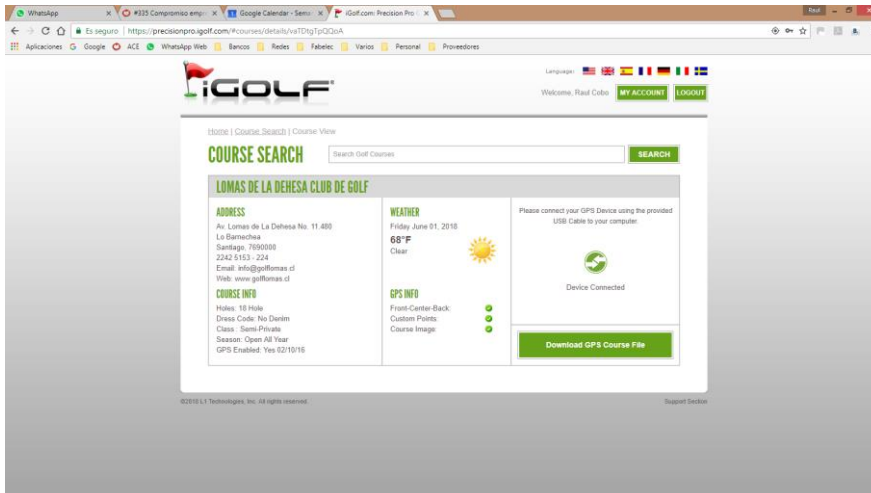 WhatsApp
#335 Compromiso empr
Google Calendar - Sema
iGolf.com: Precision Pro
Raul
Es seguro
https://precisionpro.igolf.com/#courses/details/vaTDtgTpQQoA
Aplicaciones Google ACE WhatsApp Web Bancos Redes Fabelec Varios Personal Proveedores
iGOLF
Language:
Welcome, Raul Cobo MY ACCOUNT LOGOUT
Home | Course Search | Course View
COURSE SEARCH Search Golf Courses SEARCH
LOMAS DE LA DEHESA CLUB DE GOLF
ADDRESS
Av. Lomas de La Dehesa No. 11.480
Lo Barnechea
Santiago, 7690000
2242 5153 - 224
Email: info@golflomas.cl
Web: www.golflomas.cl
COURSE INFO
Holes: 18 Hole
Dress Code: No Denim
Class : Semi-Private
Season: Open All Year
GPS Enabled: Yes 02/10/16
WEATHER
Friday June 01, 2018
68°F
Clear
GPS INFO
Front-Center-Back:
Custom Points:
Course Image:
Please connect your GPS Device using the provided
USB Cable to your computer.
Device Connected
Download GPS Course File
©2018 L1 Technologies, Inc. All rights reserved.
Support Section